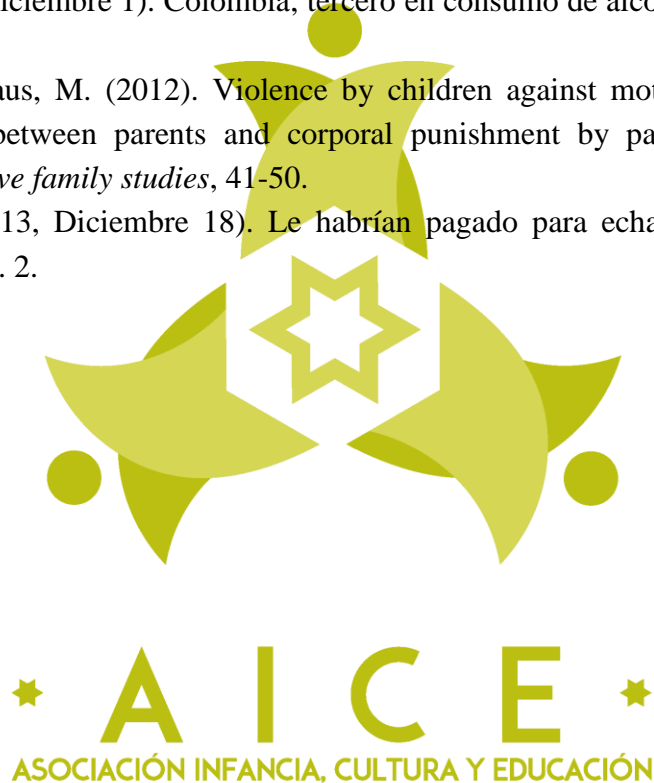 diciembre 1). Colombia, tercero en consumo de alco
aus, M. (2012). Violence by children against mot
between parents and corporal punishment by pa
ve family studies, 41-50.
13, Diciembre 18). Le habrían pagado para echa
. 2.
A I C E
ASOCIACIÓN INFANCIA, CULTURA Y EDUCACIÓN